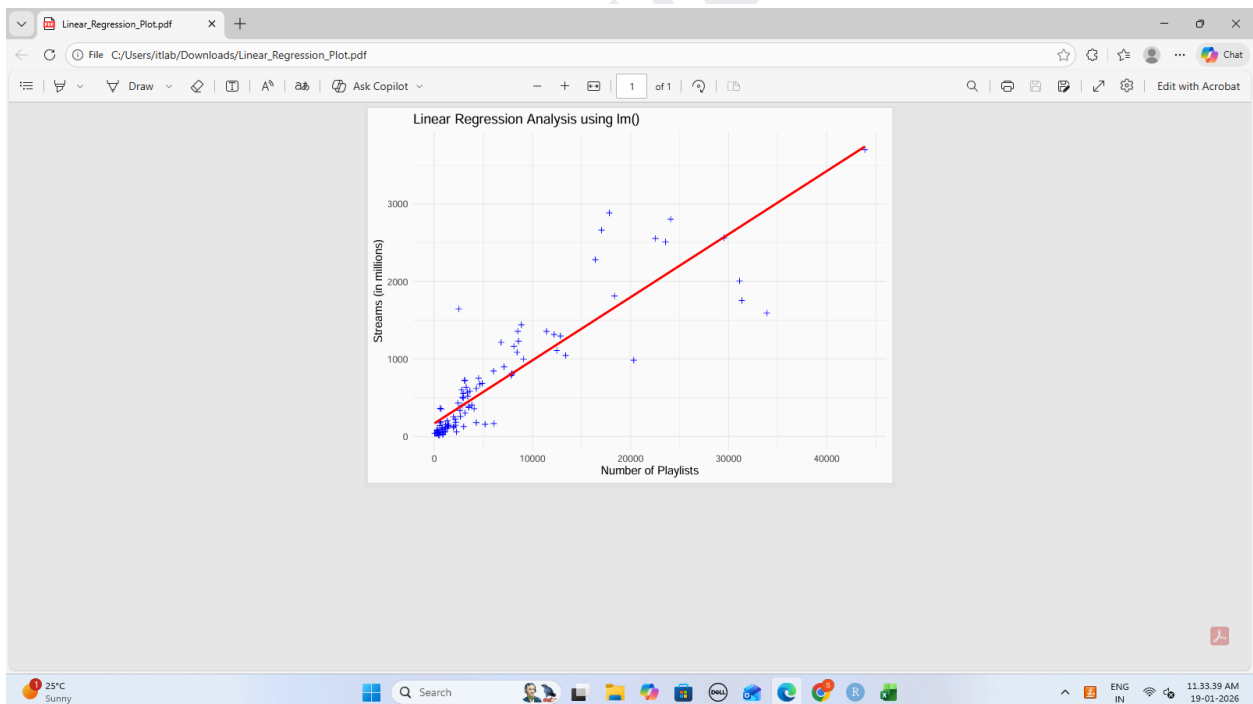 Linear_Regression_Plot.pdf
File C:/Users/itlab/Downloads/Linear_Regression_Plot.pdf
Chat
Draw
Ask Copilot
1 of 1
Edit with Acrobat
Linear Regression Analysis using lm()
Streams (in millions)
3000
2000
1000
0
0 10000 20000 30000 40000
Number of Playlists
1
25°C
Sunny
Search
DELL
R
ENG
IN
11.33.39 AM
19-01-2026